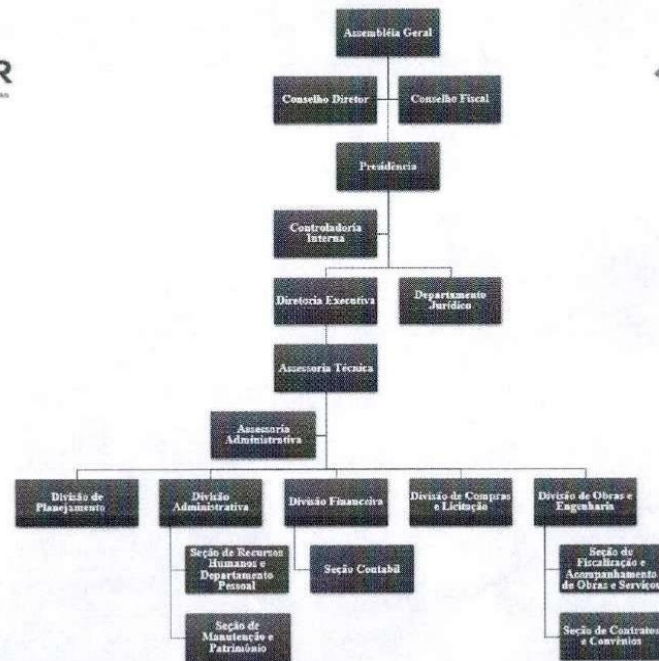 R
Assembléia Geral
Conselho Diretor
Conselho Fiscal
Presidência
Controladoria
Interna
Diretoria Executiva
Departamento
Jurídico
Assessoria Técnica
Assessoria
Administrativa
Divisão de
Planejamento
Divisão
Administrativa
Divisão Financeira
Divisão de Compras
e Licitação
Divisão de Obras e
Engenharia
Seção de Recursos
Humanos e
Departamento
Pessoal
Seção Contabil
Seção de
Fiscalização e
Acompanhamento
de Obras e Serviços
Seção de
Manutenção e
Patrimônio
Seção de Contratos
e Convênios